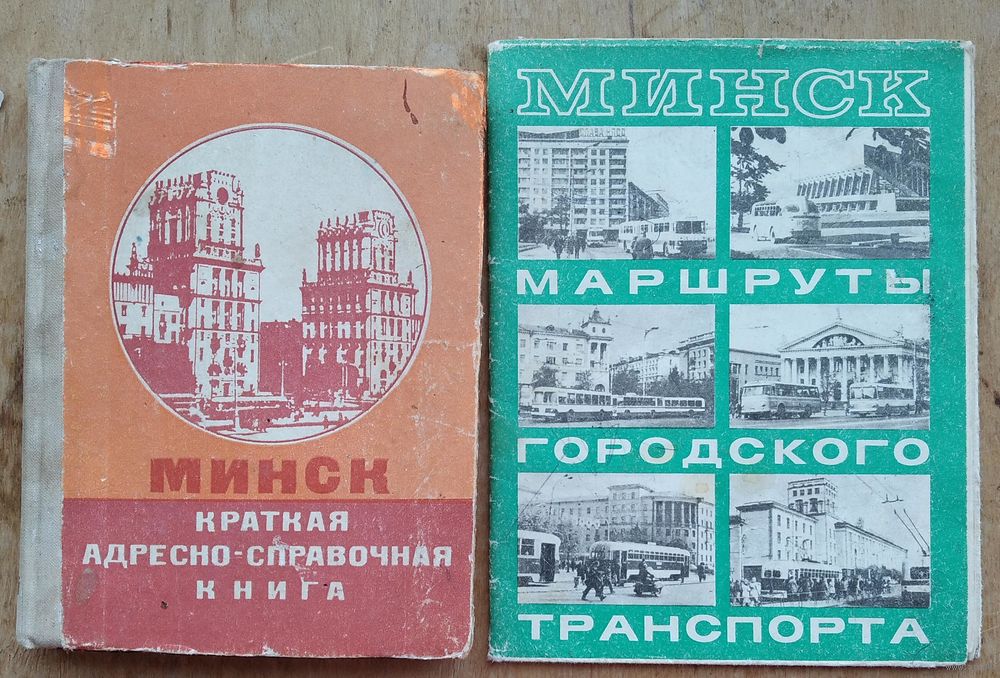 МИНСК
КРАТКАЯ
АДРЕСНО-СПРАВОЧНАЯ
КНИГА
МИНСК
МАРШРУТЫ
ГОРОДСКОГО
ТРАНСПОРТА